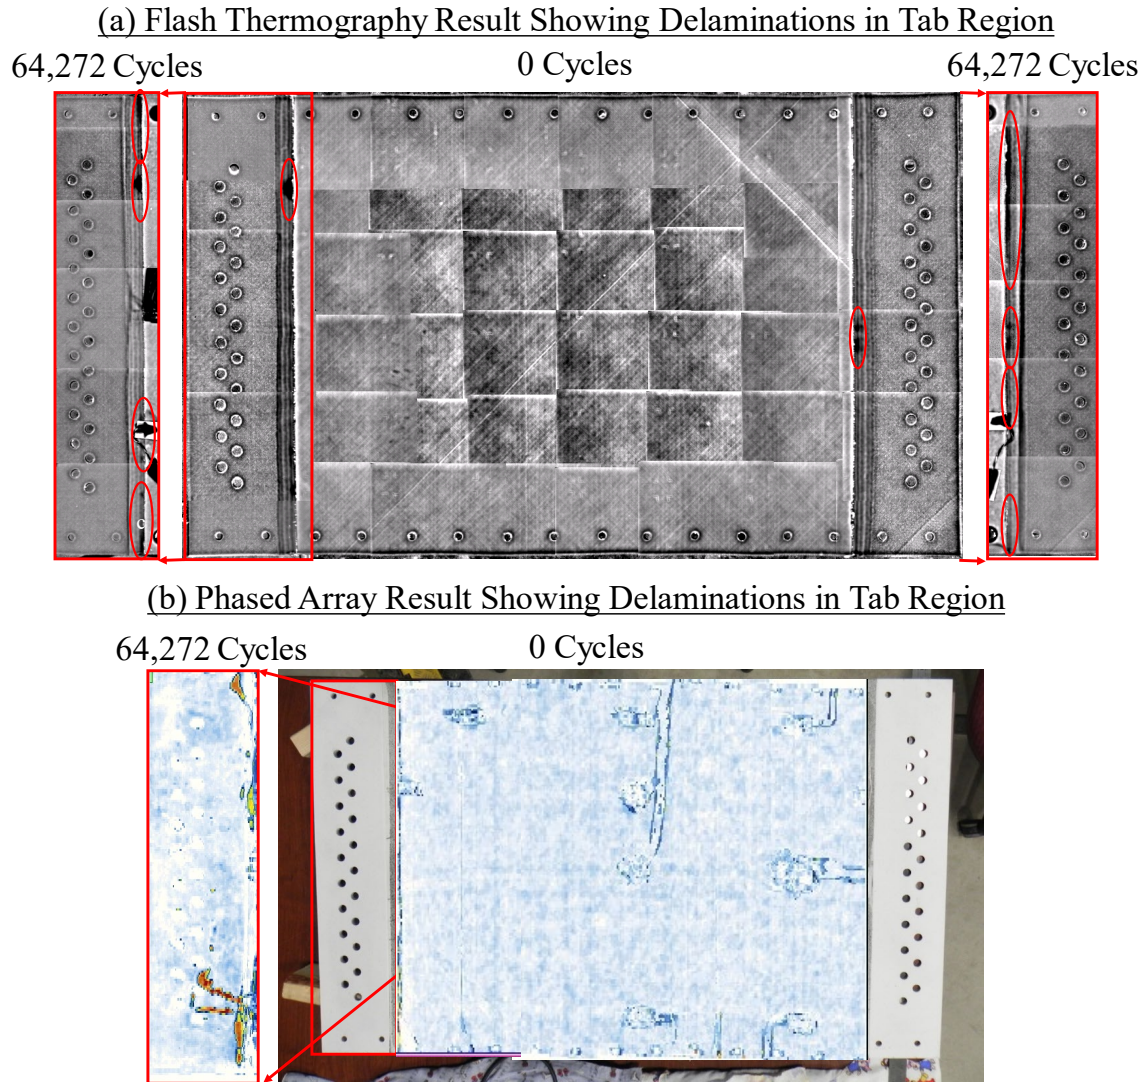 (a) Flash Thermography Result Showing Delaminations in Tab Region
64,272 Cycles
0 Cycles
64,272 Cycles
(b) Phased Array Result Showing Delaminations in Tab Region
64,272 Cycles
0 Cycles